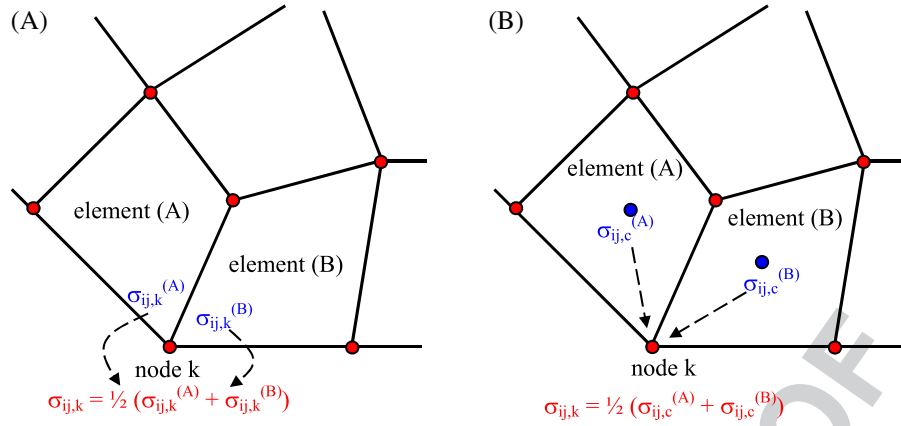 (A)
element (A)
element (B)
σij,k(A)
σij,k(B)
node k
σij,k = ½ (σij,k(A) + σij,k(B))
(B)
element (A)
element (B)
σij,c(A)
σij,c(B)
node k
σij,k = ½ (σij,c(A) + σij,c(B))
OF